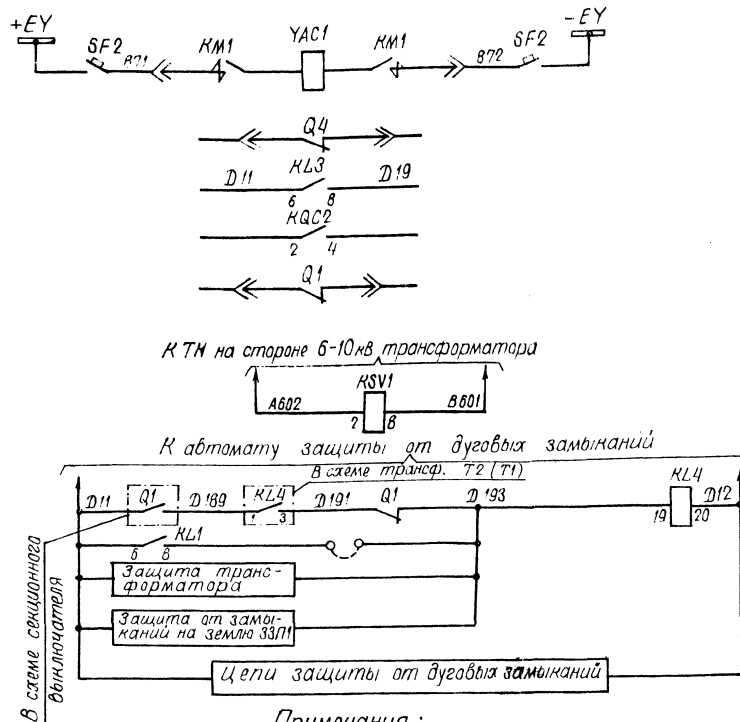 +EY
SF2
871
KM1
YAC1
KM1
872
SF2
-EY
Q4
D11
KL3
D19
6 8
KQC2
2 4
Q1
К ТН на стороне 6-10кВ трансформатора
KSV1
A602
B601
7 8
К автомату защиты от дуговых замыканий
В схеме трансф. Т2 (Т1)
D11
Q1
D189
KL4
D191
Q1
D193
KL4
D12
1 3
19 20
KL1
6 8
Защита транс-
форматора
Защита от замы-
каний на землю ЗЗП1
Цепи защиты от дуговых замыканий
В схеме секционного
выключателя
Примечания: